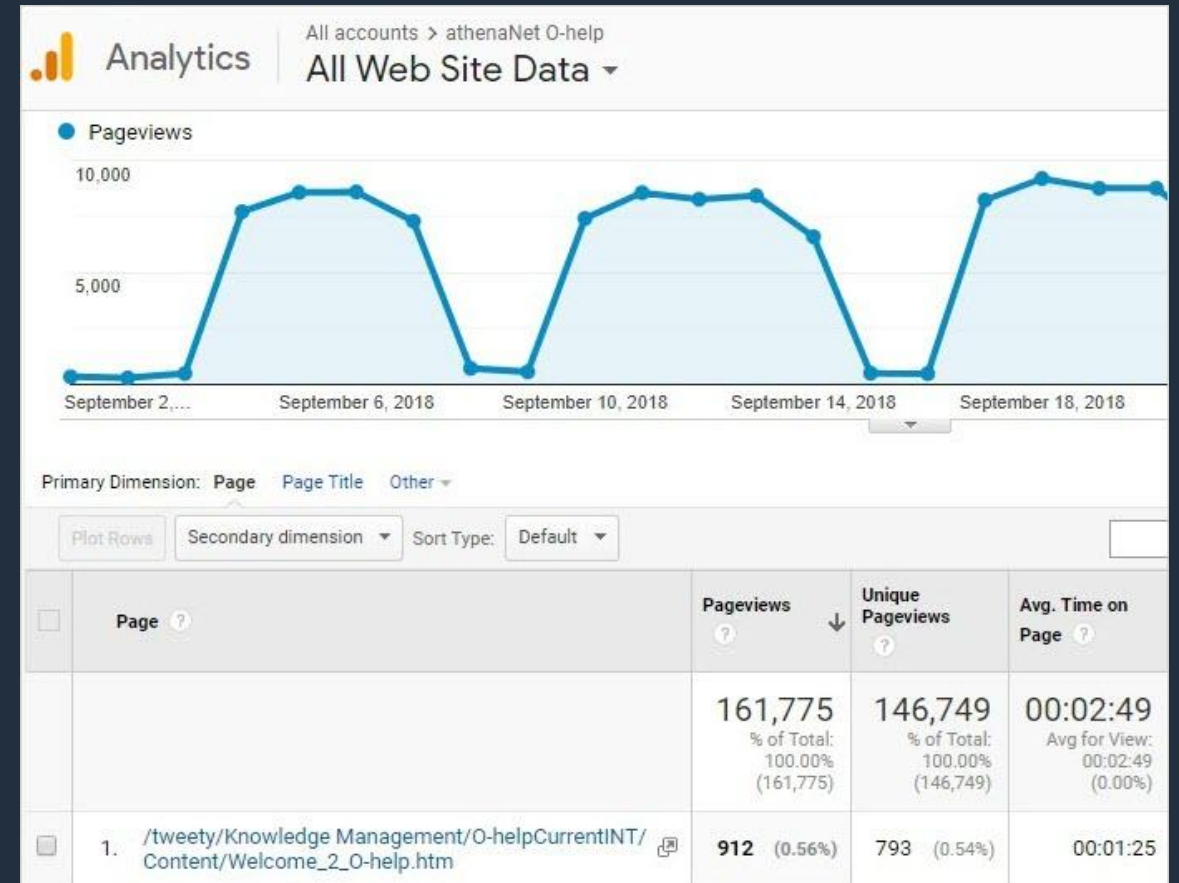 Analytics
All accounts > athenaNet O-help
All Web Site Data
Pageviews
10,000
5,000
September 2,...
September 6, 2018
September 10, 2018
September 14, 2018
September 18, 2018
Primary Dimension: Page Page Title Other
Plot Rows Secondary dimension Sort Type: Default
Page ?
Pageviews
?
Unique
Pageviews
?
Avg. Time on
Page ?
161,775
% of Total:
100.00%
(161,775)
146,749
% of Total:
100.00%
(146,749)
00:02:49
Avg for View:
00:02:49
(0.00%)
1.
/tweety/Knowledge Management/O-helpCurrentINT/
Content/Welcome_2_O-help.htm
912 (0.56%)
793 (0.54%)
00:01:25